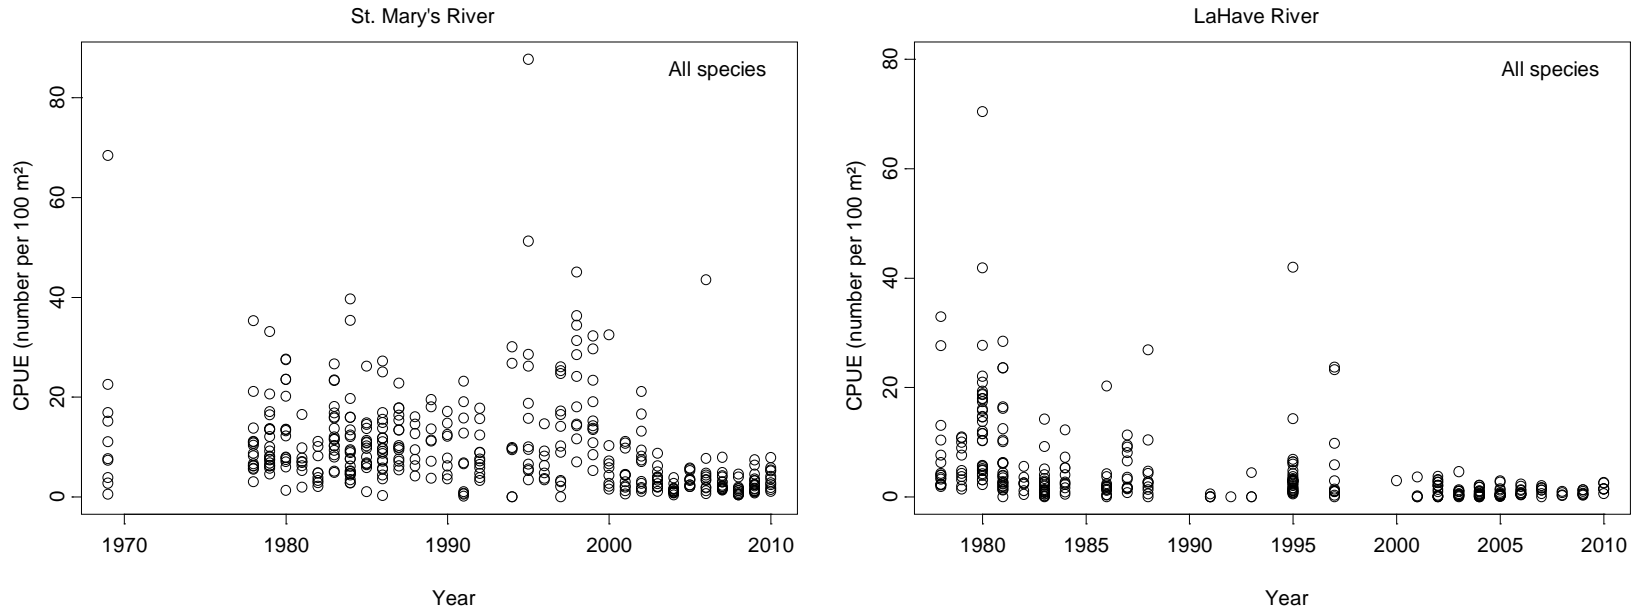 St. Mary's River
All species
CPUE (number per 100 m²)
80
60
40
20
0
1970 1980 1990 2000 2010
Year
LaHave River
All species
CPUE (number per 100 m²)
80
60
40
20
0
1980 1985 1990 1995 2000 2005 2010
Year